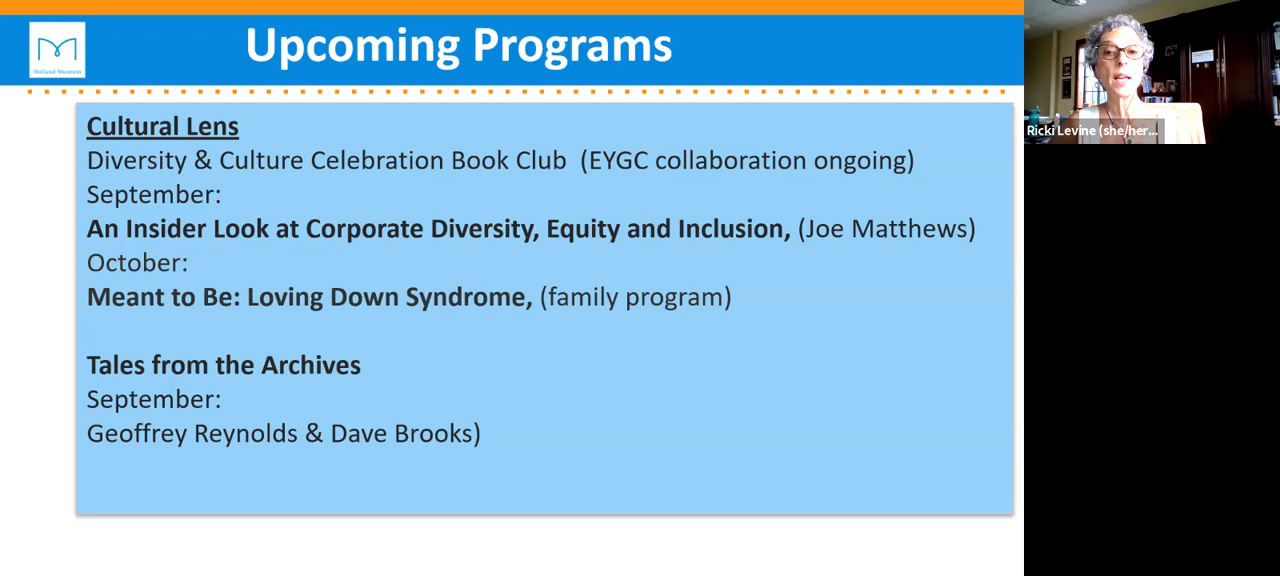 Upcoming Programs
Holland Museum
Cultural Lens
Diversity & Culture Celebration Book Club (EYGC collaboration ongoing)
September:
An Insider Look at Corporate Diversity, Equity and Inclusion, (Joe Matthews)
October:
Meant to Be: Loving Down Syndrome, (family program)
Tales from the Archives
September:
Geoffrey Reynolds & Dave Brooks)
Ricki Levine (she/her...